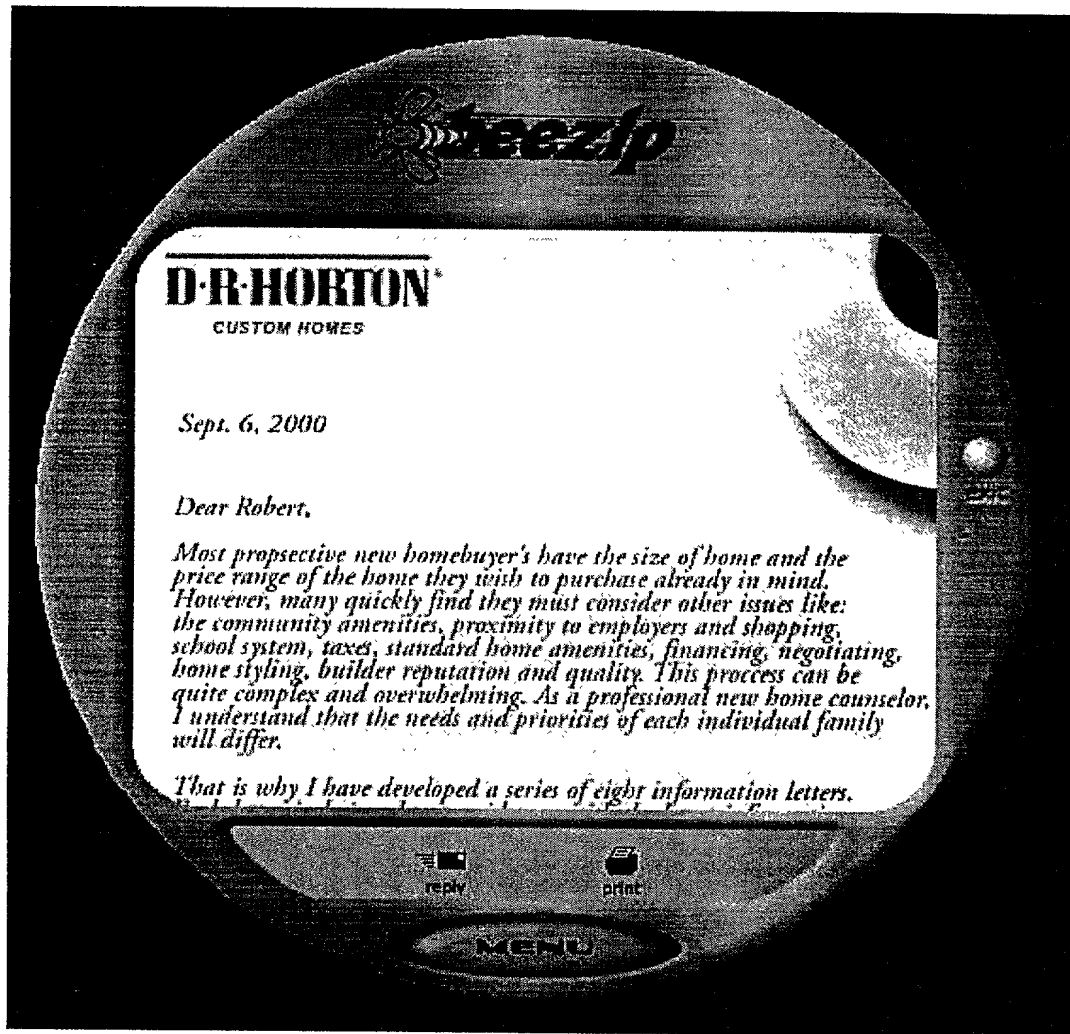 beezip
D·R·HORTON®
CUSTOM HOMES
Sept. 6, 2000
Dear Robert,
Most propsective new homebuyer's have the size of home and the
price range of the home they wish to purchase already in mind.
However, many quickly find they must consider other issues like:
the community amenities, proximity to employers and shopping,
school system, taxes, standard home amenities, financing, negotiating,
home styling, builder reputation and quality. This proccess can be
quite complex and overwhelming. As a professional new home counselor,
I understand that the needs and priorities of each individual family
will differ.
That is why I have developed a series of eight information letters.
reply
print
MENU